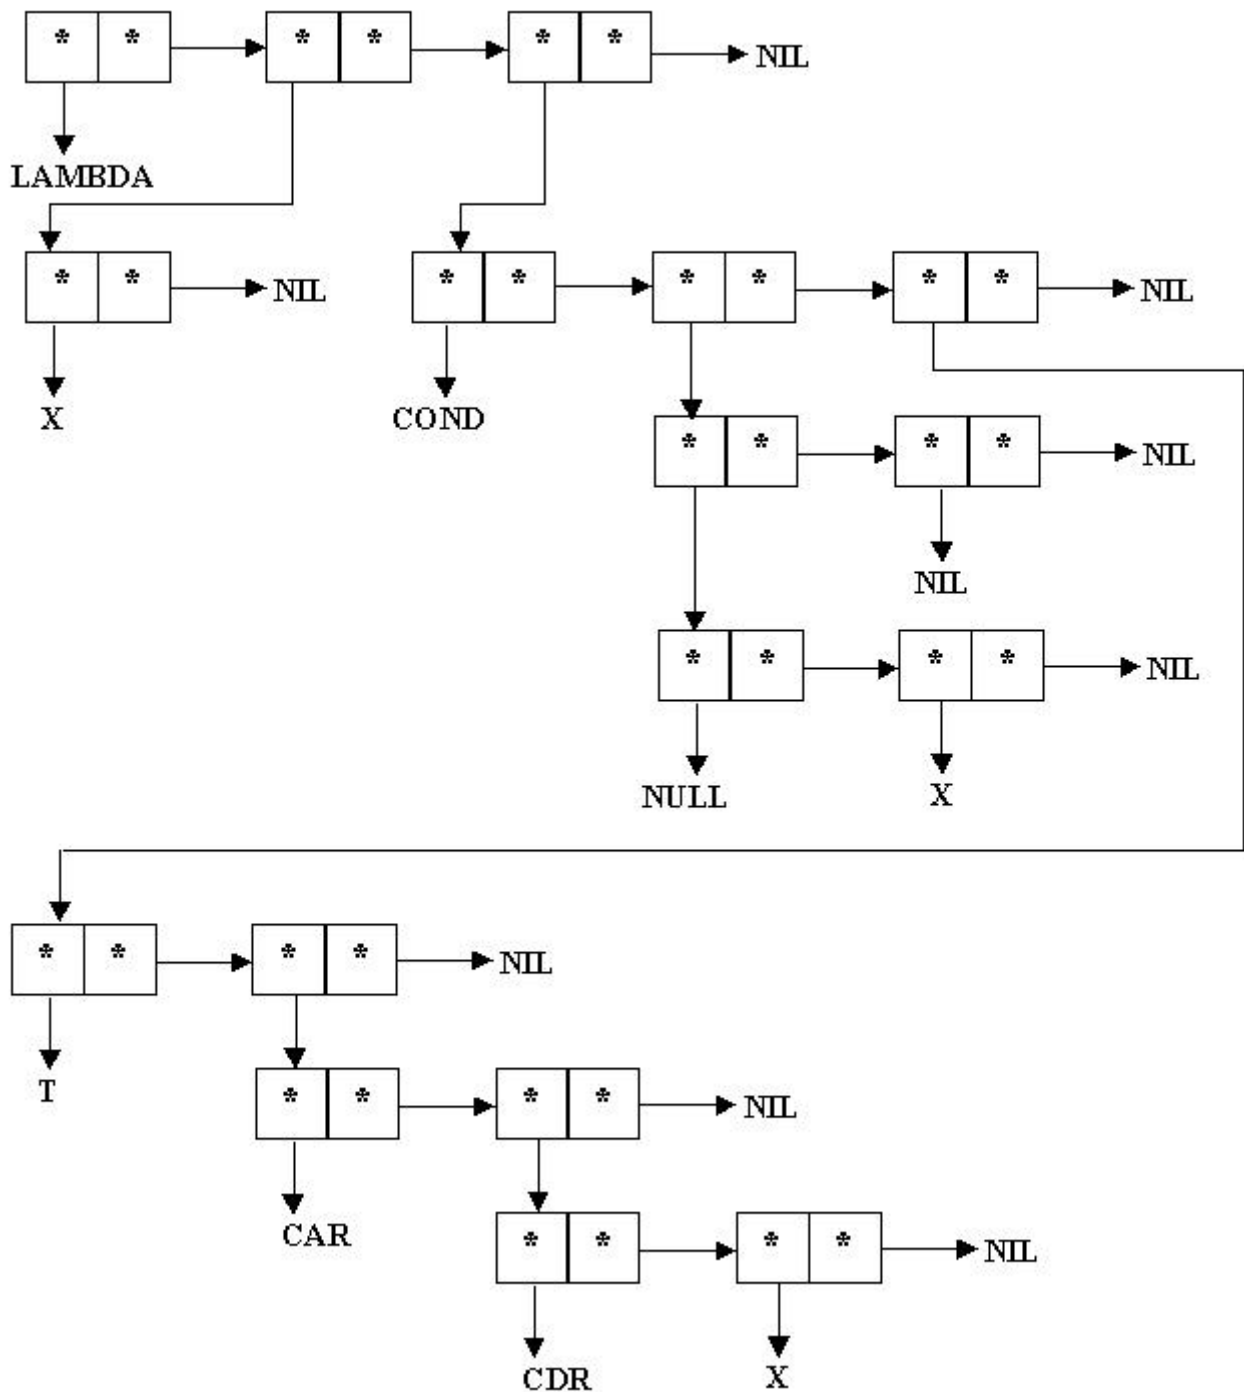 * * * * * * NIL
LAMBDA
* * NIL * * * * * * NIL
X COND
* * * * NIL
NIL
* * * * NIL
NULL X
* * * * NIL
T
* * * * NIL
CAR
* * * * NIL
CDR X